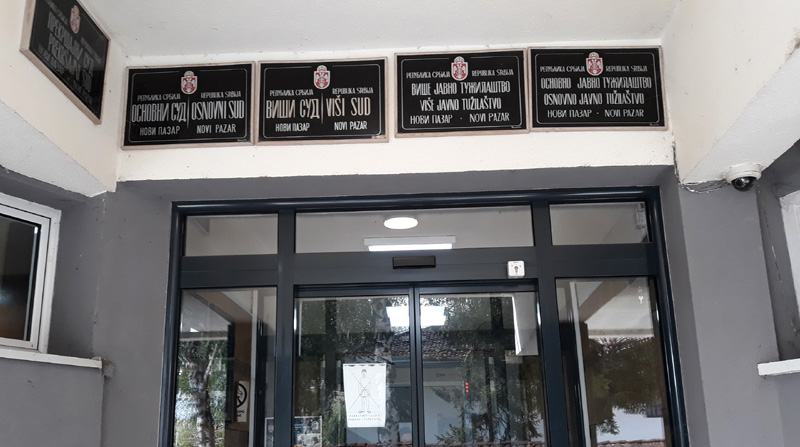 РЕПУБЛИКА СРБИЈА REPUBLIKA SRBIJA
ОСНОВНИ СУД OSNOVNI SUD
НОВИ ПАЗАР NOVI PAZAR
РЕПУБЛИКА СРБИЈА REPUBLIKA SRBIJA
ВИШИ СУД VIŠI SUD
НОВИ ПАЗАР NOVI PAZAR
РЕПУБЛИКА СРБИЈА REPUBLIKA SRBIJA
ВИШЕ ЈАВНО ТУЖИЛАШТВО
VIŠE JAVNO TUŽILAŠTVO
НОВИ ПАЗАР · NOVI PAZAR
РЕПУБЛИКА СРБИЈА REPUBLIKA SRBIJA
ОСНОВНО ЈАВНО ТУЖИЛАШТВО
OSNOVNO JAVNO TUŽILAŠTVO
НОВИ ПАЗАР · NOVI PAZAR